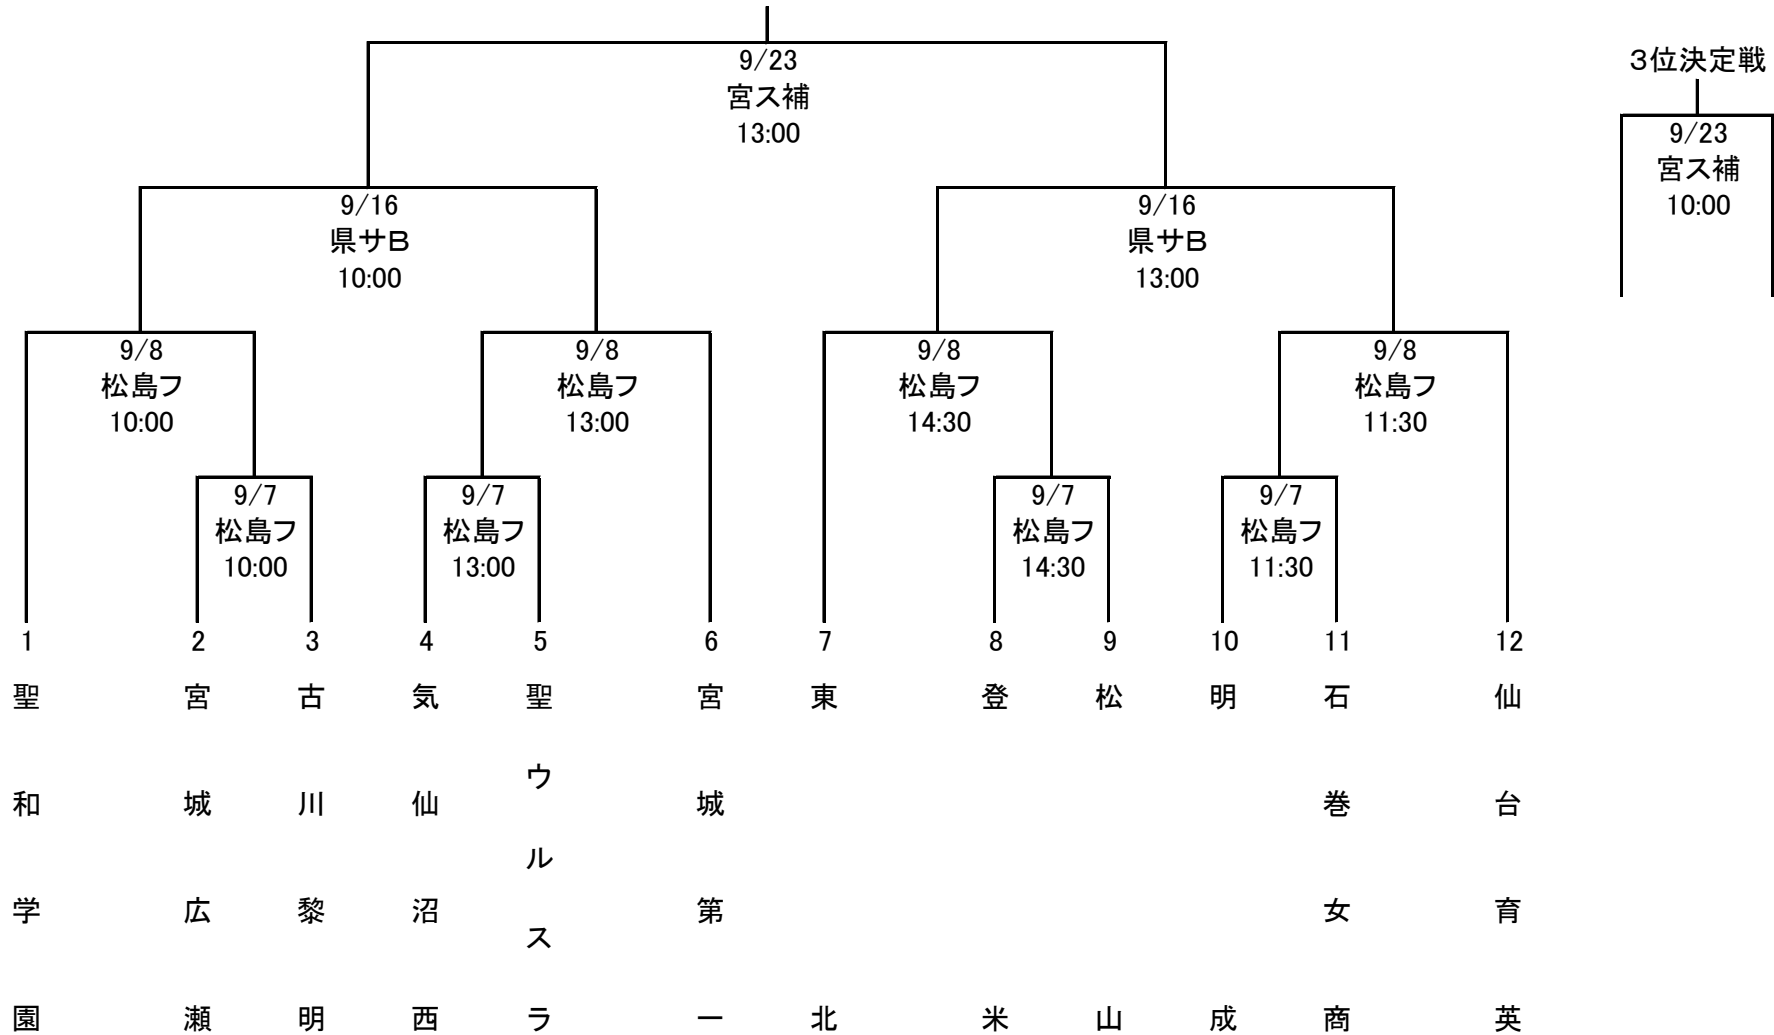 9/23
宮ス補
13:00
３位決定戦
9/23
宮ス補
10:00
9/16
県サB
10:00
9/16
県サB
13:00
9/8
松島フ
10:00
9/8
松島フ
13:00
9/8
松島フ
14:30
9/8
松島フ
11:30
9/7
松島フ
10:00
9/7
松島フ
13:00
9/7
松島フ
14:30
9/7
松島フ
11:30
1
聖和学園
2
宮城広瀬
3
古川黎明
4
気仙沼西
5
聖ウルスラ
6
宮城第一
7
東北
8
登米
9
松山
10
明成
11
石巻女商
12
仙台育英